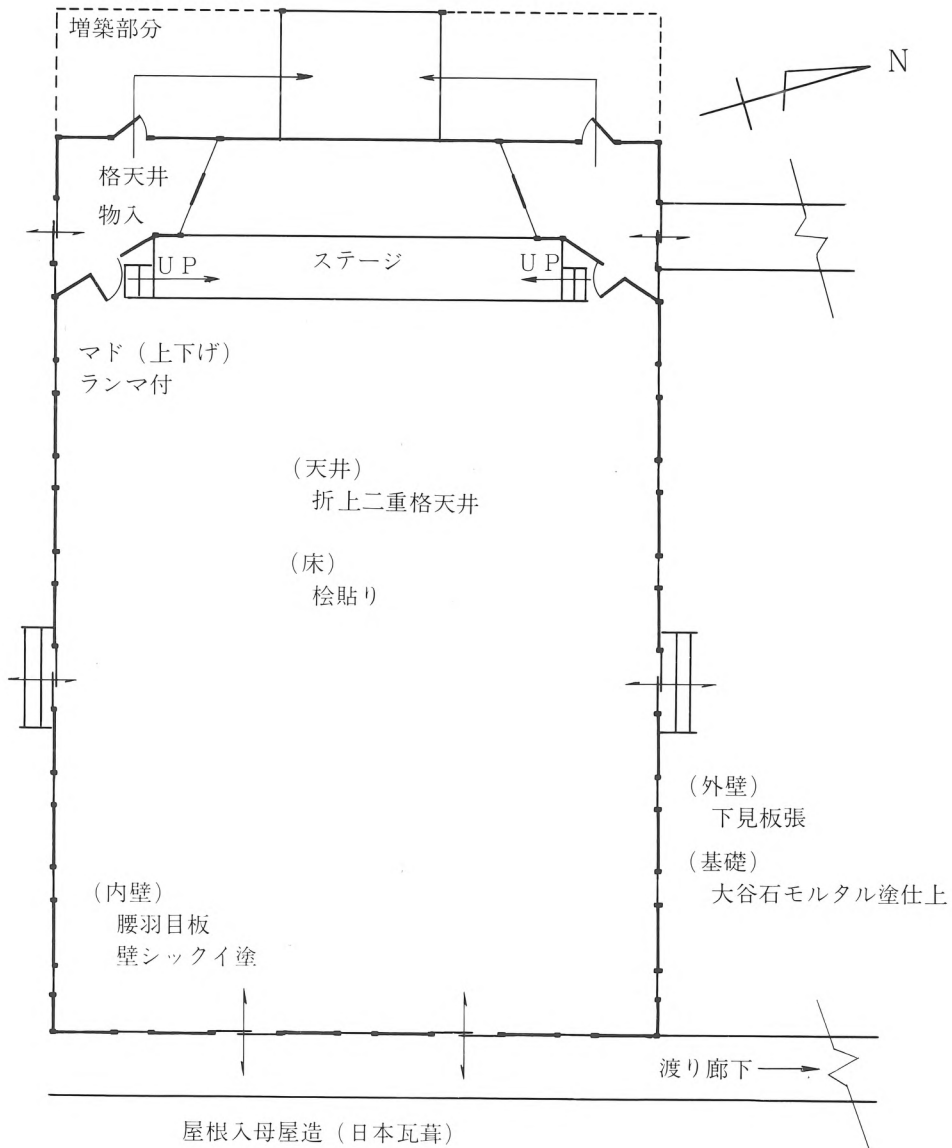 増築部分
N
格天井
物入
UP
ステージ
UP
マド（上下げ）
ランマ付
（天井）
折上二重格天井
（床）
桧貼り
（外壁）
下見板張
（基礎）
大谷石モルタル塗仕上
（内壁）
腰羽目板
壁シックイ塗
渡り廊下
屋根入母屋造（日本瓦葺）